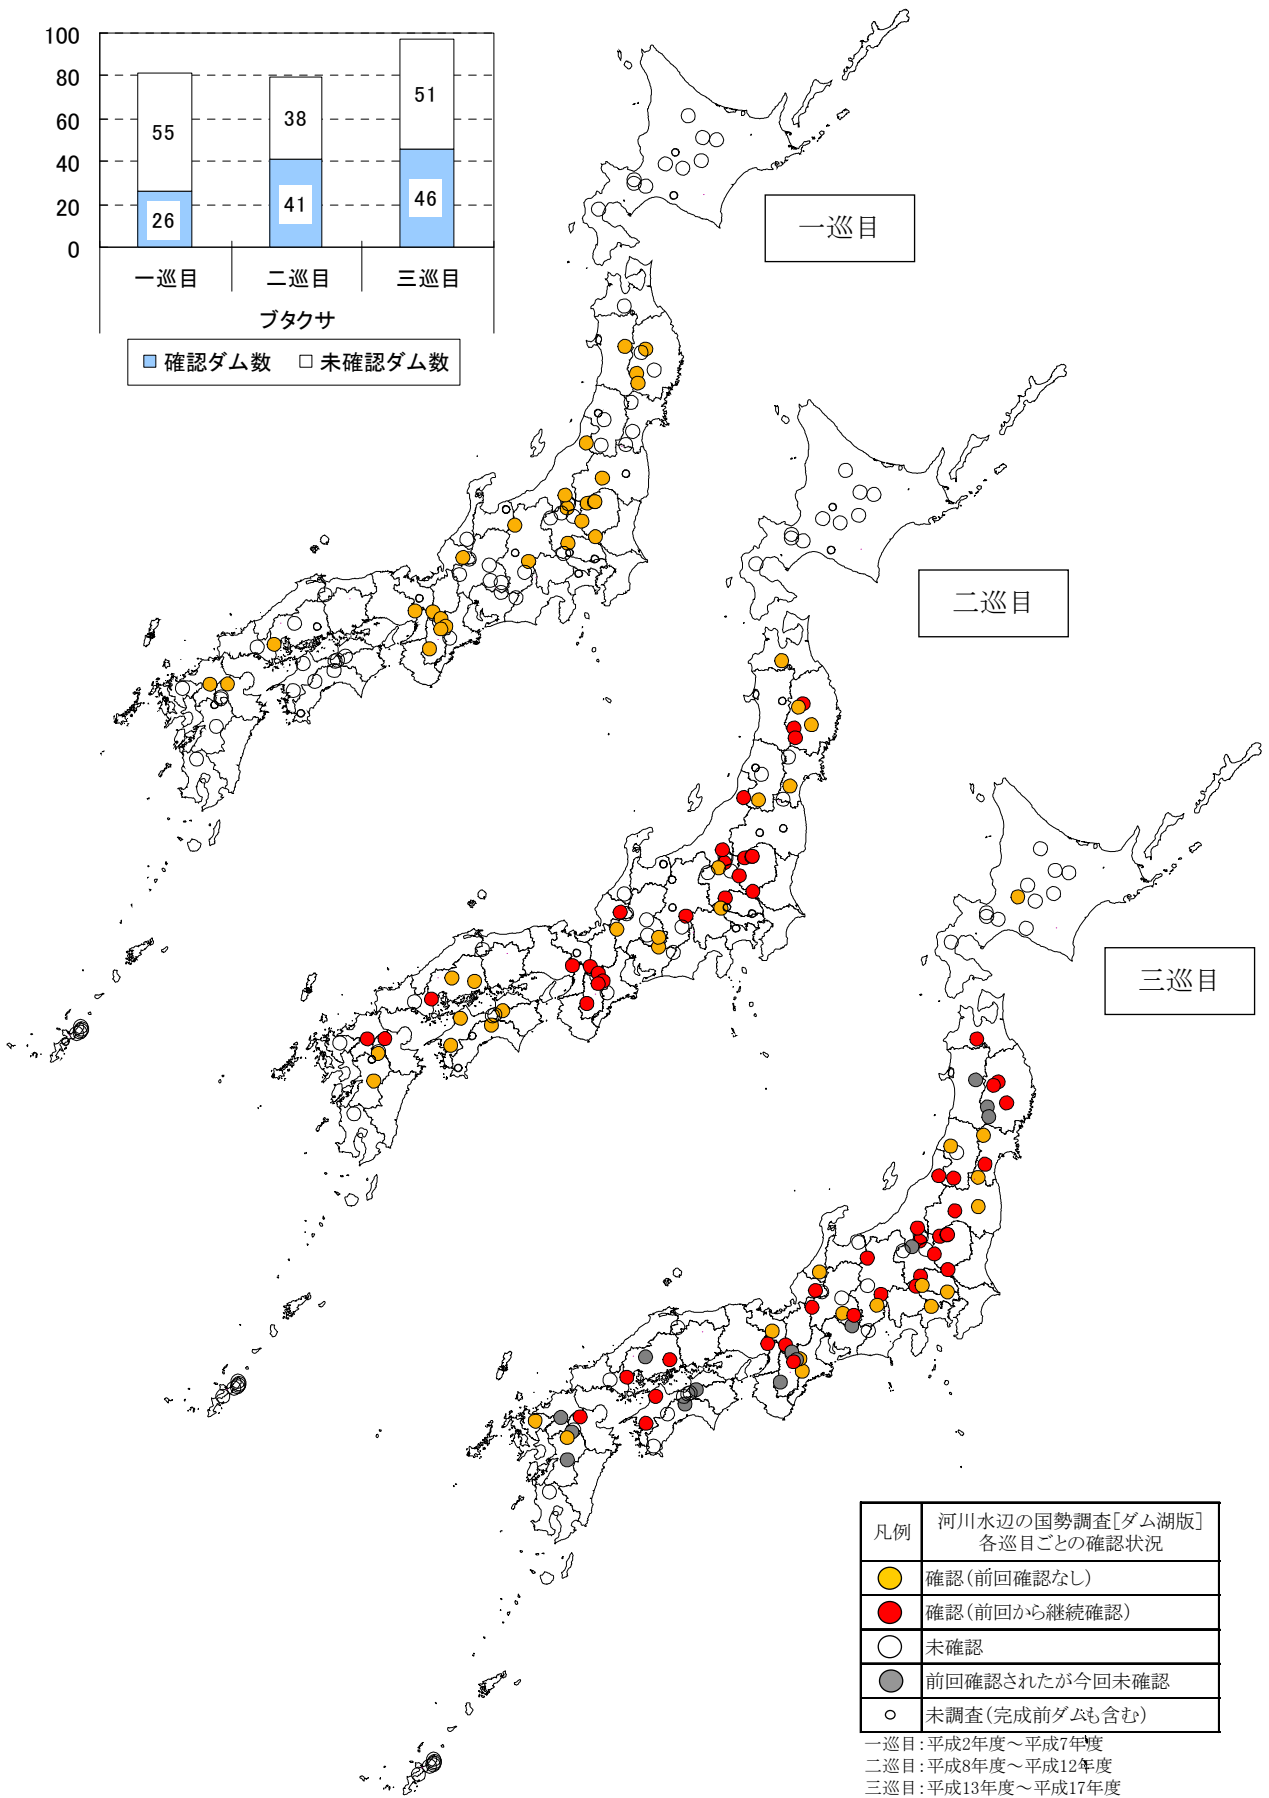 100
80
60
40
20
0
55
38
51
26
41
46
一巡目
二巡目
三巡目
ブタクサ
確認ダム数
未確認ダム数
一巡目
二巡目
三巡目
凡例
河川水辺の国勢調査[ダム湖版]
各巡目ごとの確認状況
確認(前回確認なし)
確認(前回から継続確認)
未確認
前回確認されたが今回未確認
未調査(完成前ダムも含む)
一巡目:平成2年度~平成7年度
二巡目:平成8年度~平成12年度
三巡目:平成13年度~平成17年度